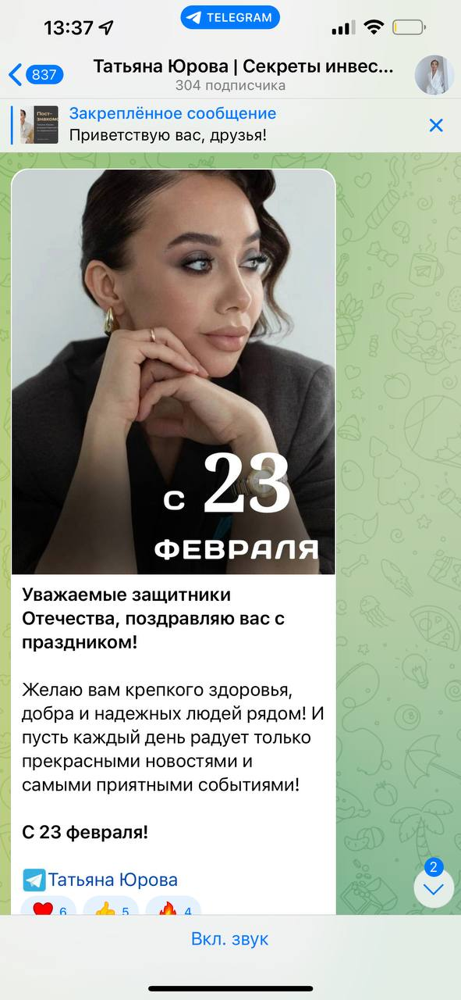 13:37
TELEGRAM
837
Татьяна Юрова | Секреты инвес...
304 подписчика
Пост-
Закреплённое сообщение
Приветствую вас, друзья!
с 23
ФЕВРАЛЯ
Уважаемые защитники
Отечества, поздравляю вас с
праздником!
Желаю вам крепкого здоровья,
добра и надежных людей рядом! И
пусть каждый день радует только
прекрасными новостями и
самыми приятными событиями!
С 23 февраля!
Татьяна Юрова
6 5 4
2
Вкл. звук